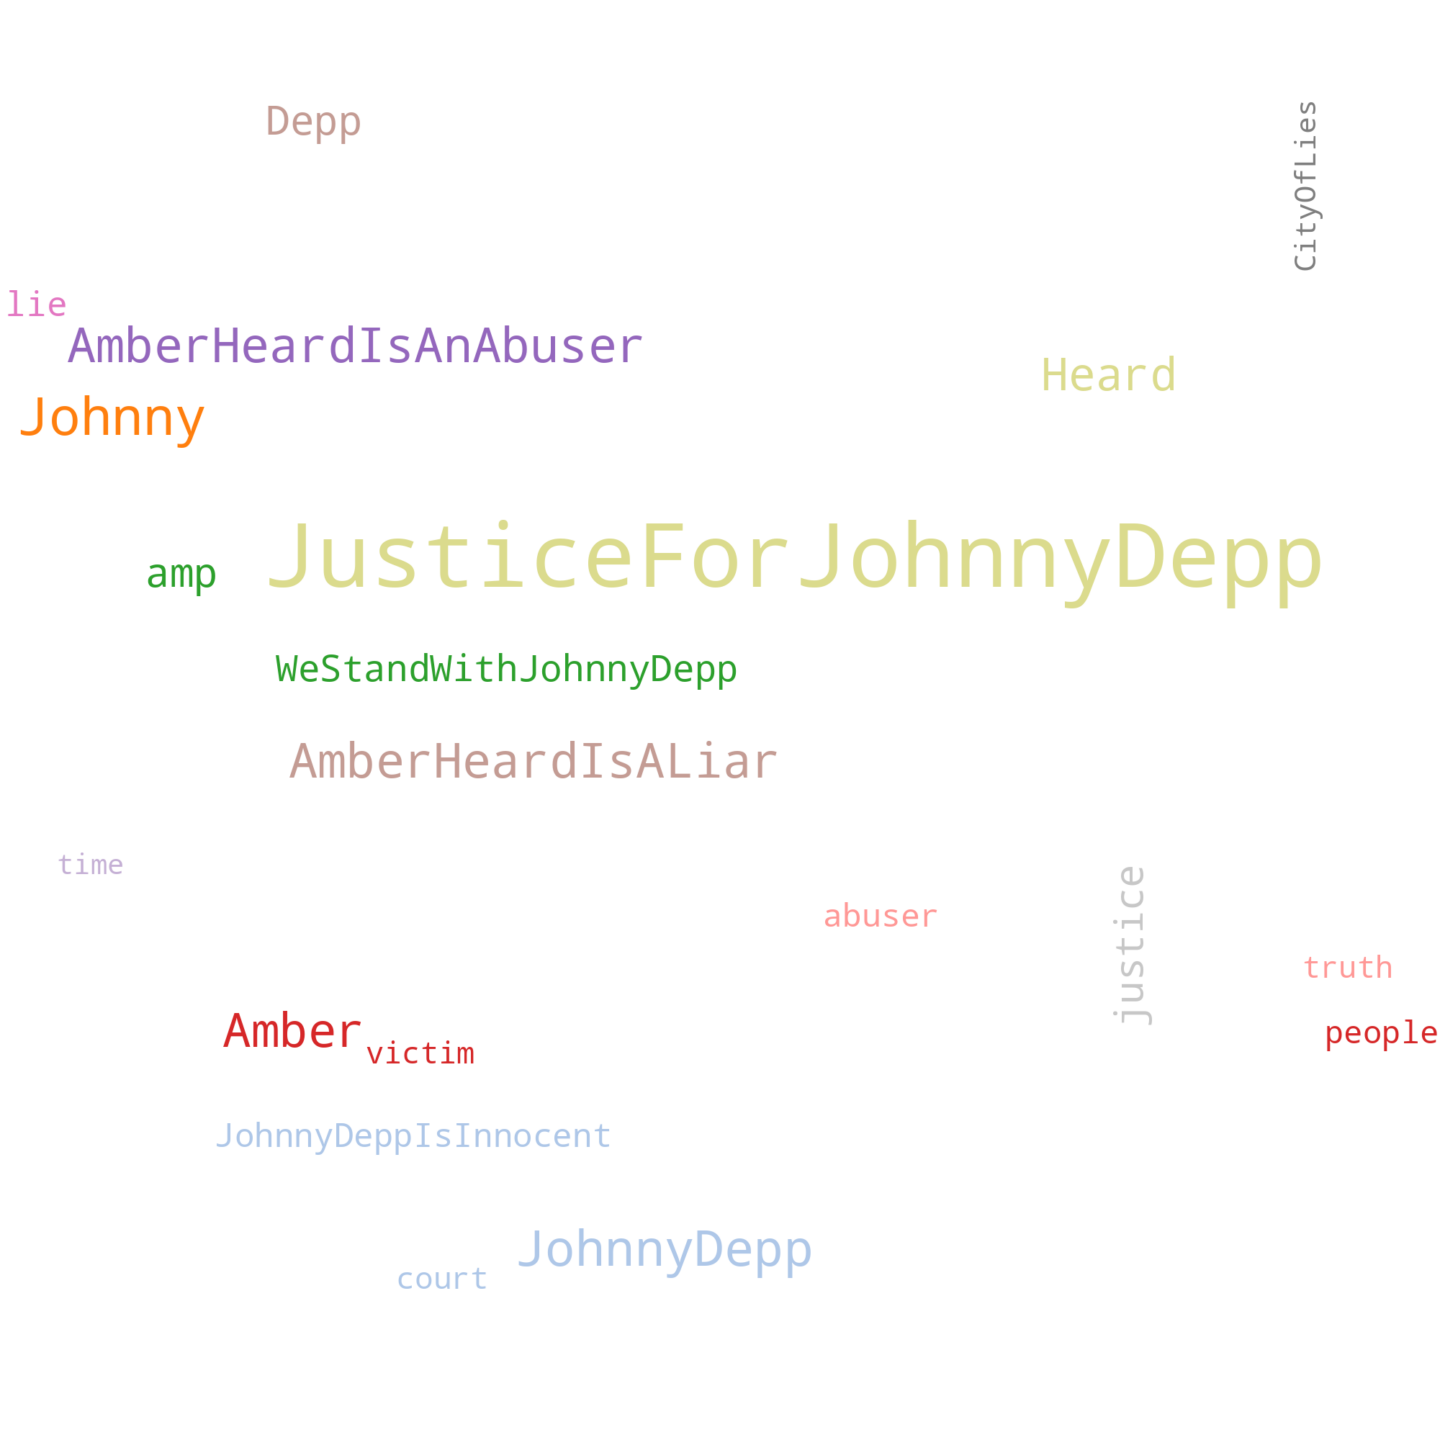 Depp
CityOfLies
lie
AmberHeardIsAnAbuser
Heard
Johnny
JusticeForJohnnyDepp
amp
WeStandWithJohnnyDepp
AmberHeardIsALiar
time
abuser
justice
truth
Amber
people
victim
JohnnyDeppIsInnocent
JohnnyDepp
court